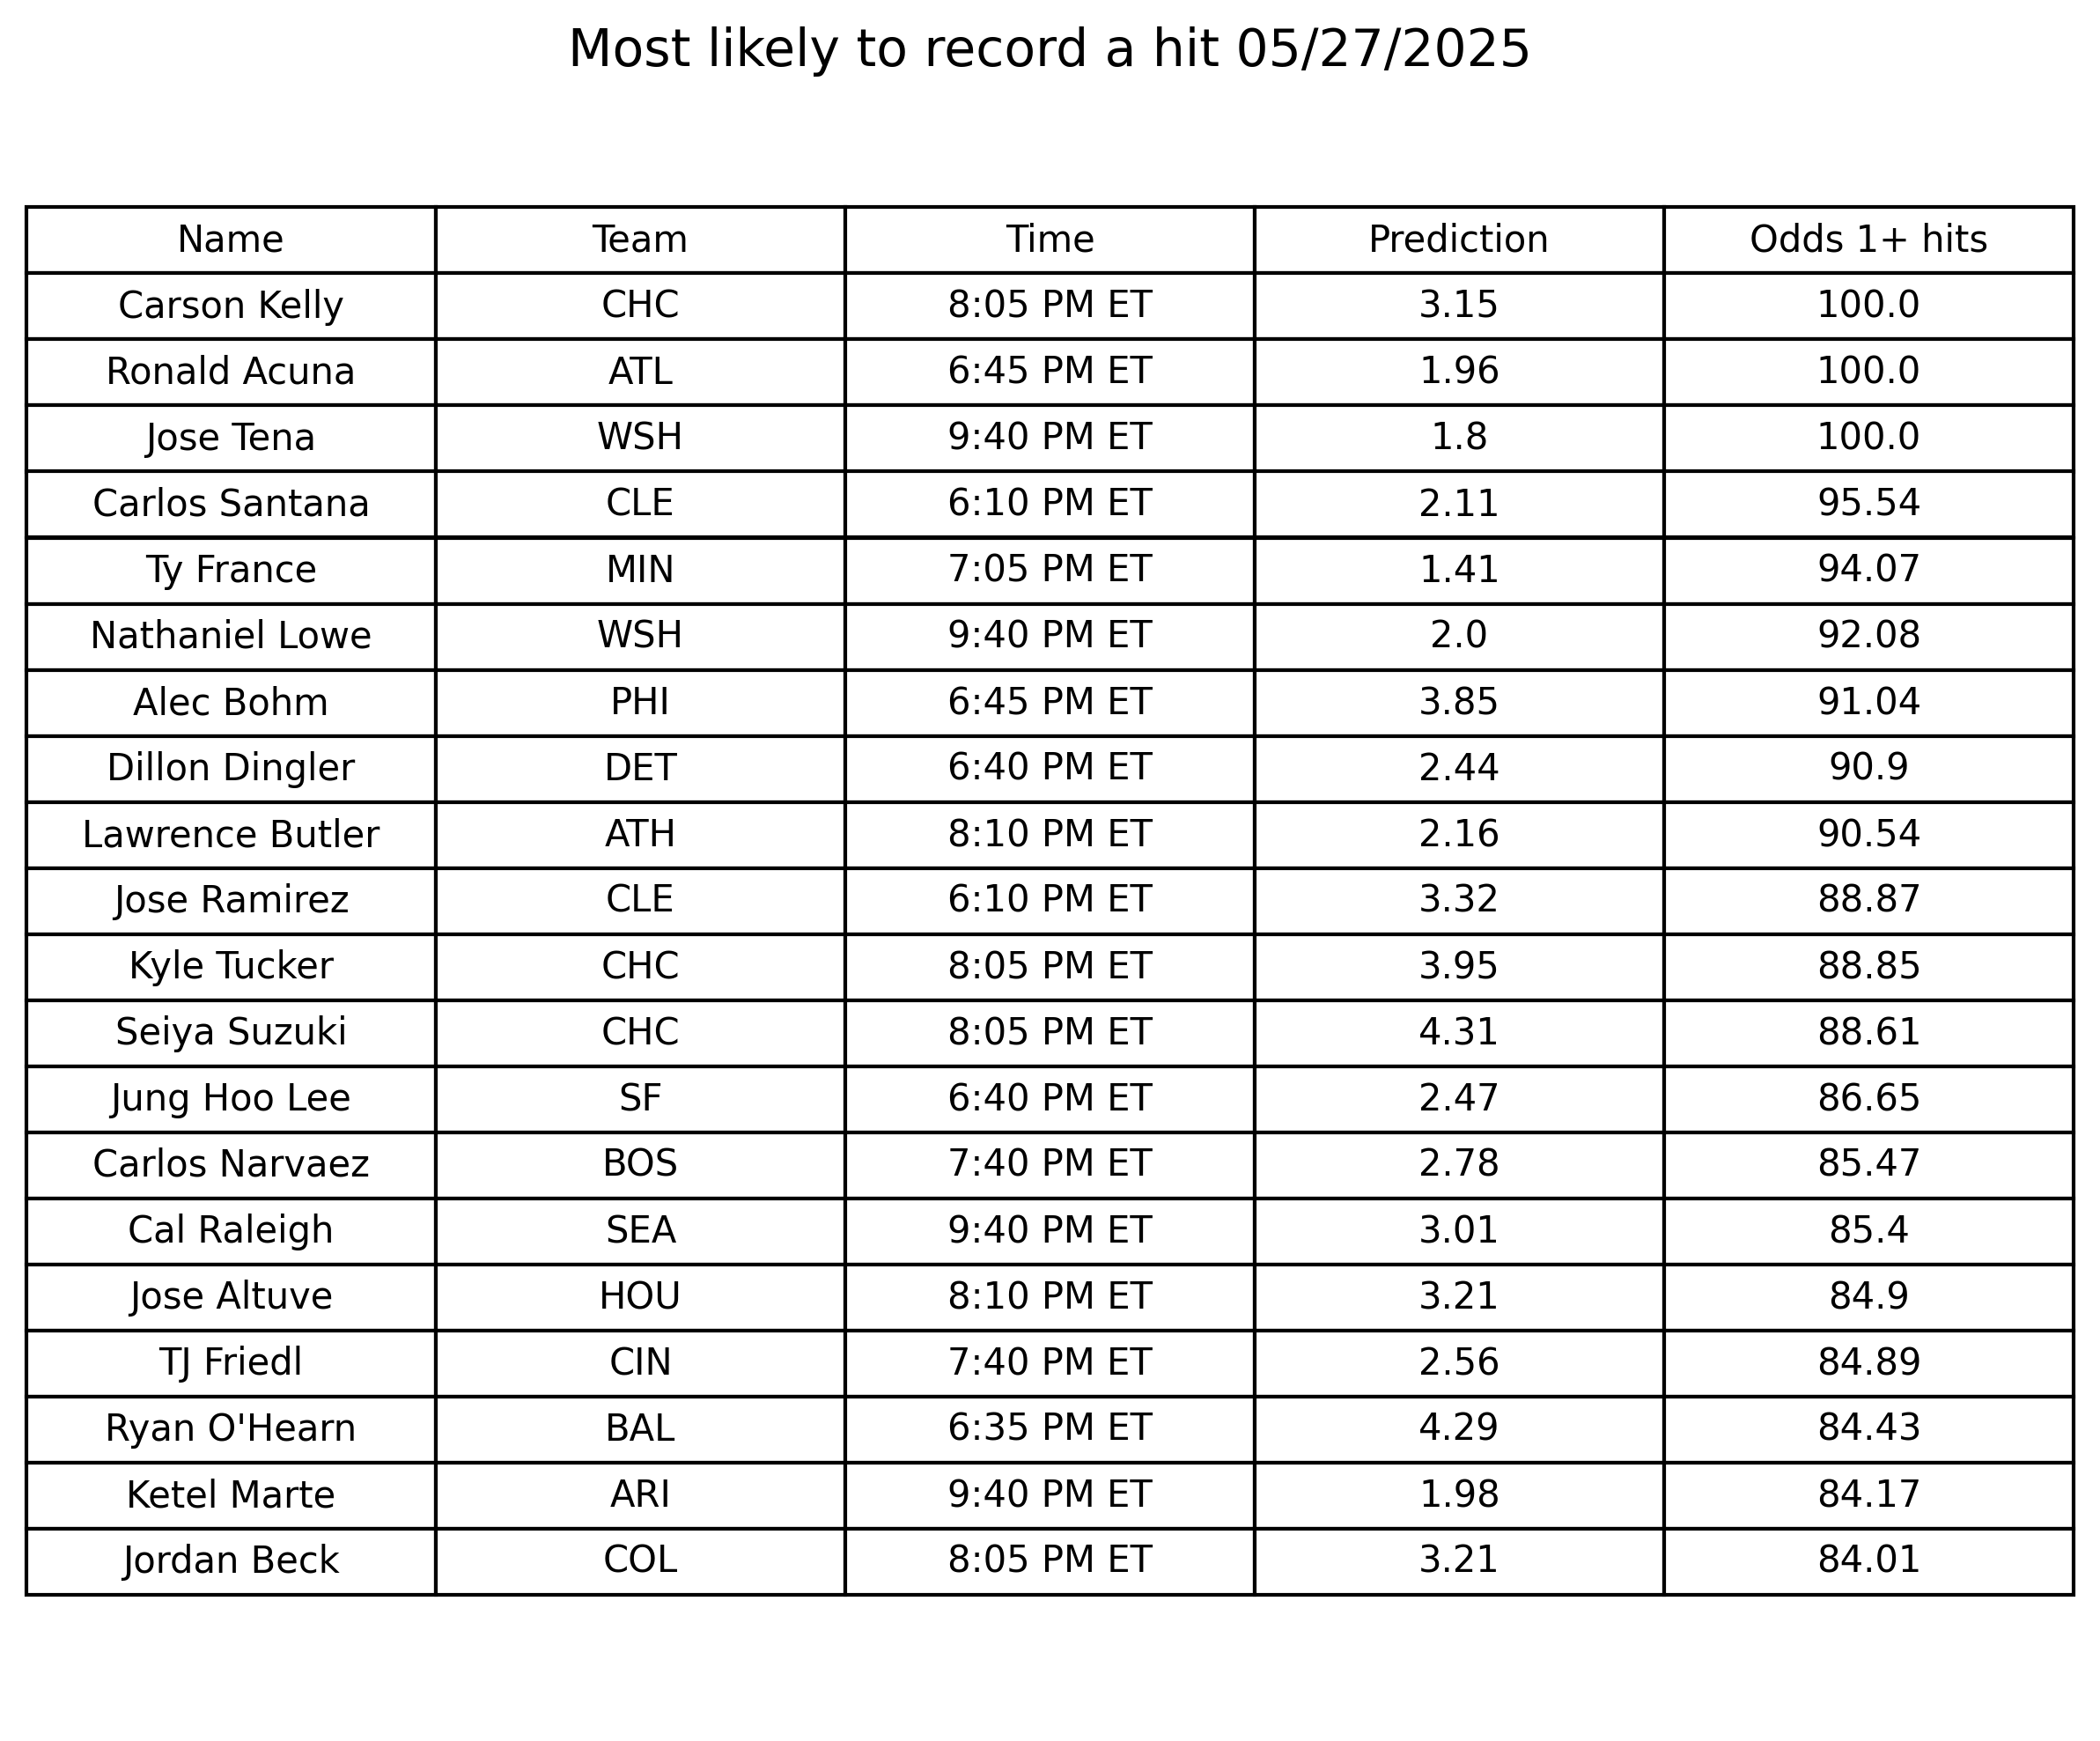 Most likely to record a hit 05/27/2025
Name Team Time Prediction Odds 1+ hits
Carson Kelly CHC 8:05 PM ET 3.15 100.0
Ronald Acuna ATL 6:45 PM ET 1.96 100.0
Jose Tena WSH 9:40 PM ET 1.8 100.0
Carlos Santana CLE 6:10 PM ET 2.11 95.54
Ty France MIN 7:05 PM ET 1.41 94.07
Nathaniel Lowe WSH 9:40 PM ET 2.0 92.08
Alec Bohm PHI 6:45 PM ET 3.85 91.04
Dillon Dingler DET 6:40 PM ET 2.44 90.9
Lawrence Butler ATH 8:10 PM ET 2.16 90.54
Jose Ramirez CLE 6:10 PM ET 3.32 88.87
Kyle Tucker CHC 8:05 PM ET 3.95 88.85
Seiya Suzuki CHC 8:05 PM ET 4.31 88.61
Jung Hoo Lee SF 6:40 PM ET 2.47 86.65
Carlos Narvaez BOS 7:40 PM ET 2.78 85.47
Cal Raleigh SEA 9:40 PM ET 3.01 85.4
Jose Altuve HOU 8:10 PM ET 3.21 84.9
TJ Friedl CIN 7:40 PM ET 2.56 84.89
Ryan O'Hearn BAL 6:35 PM ET 4.29 84.43
Ketel Marte ARI 9:40 PM ET 1.98 84.17
Jordan Beck COL 8:05 PM ET 3.21 84.01